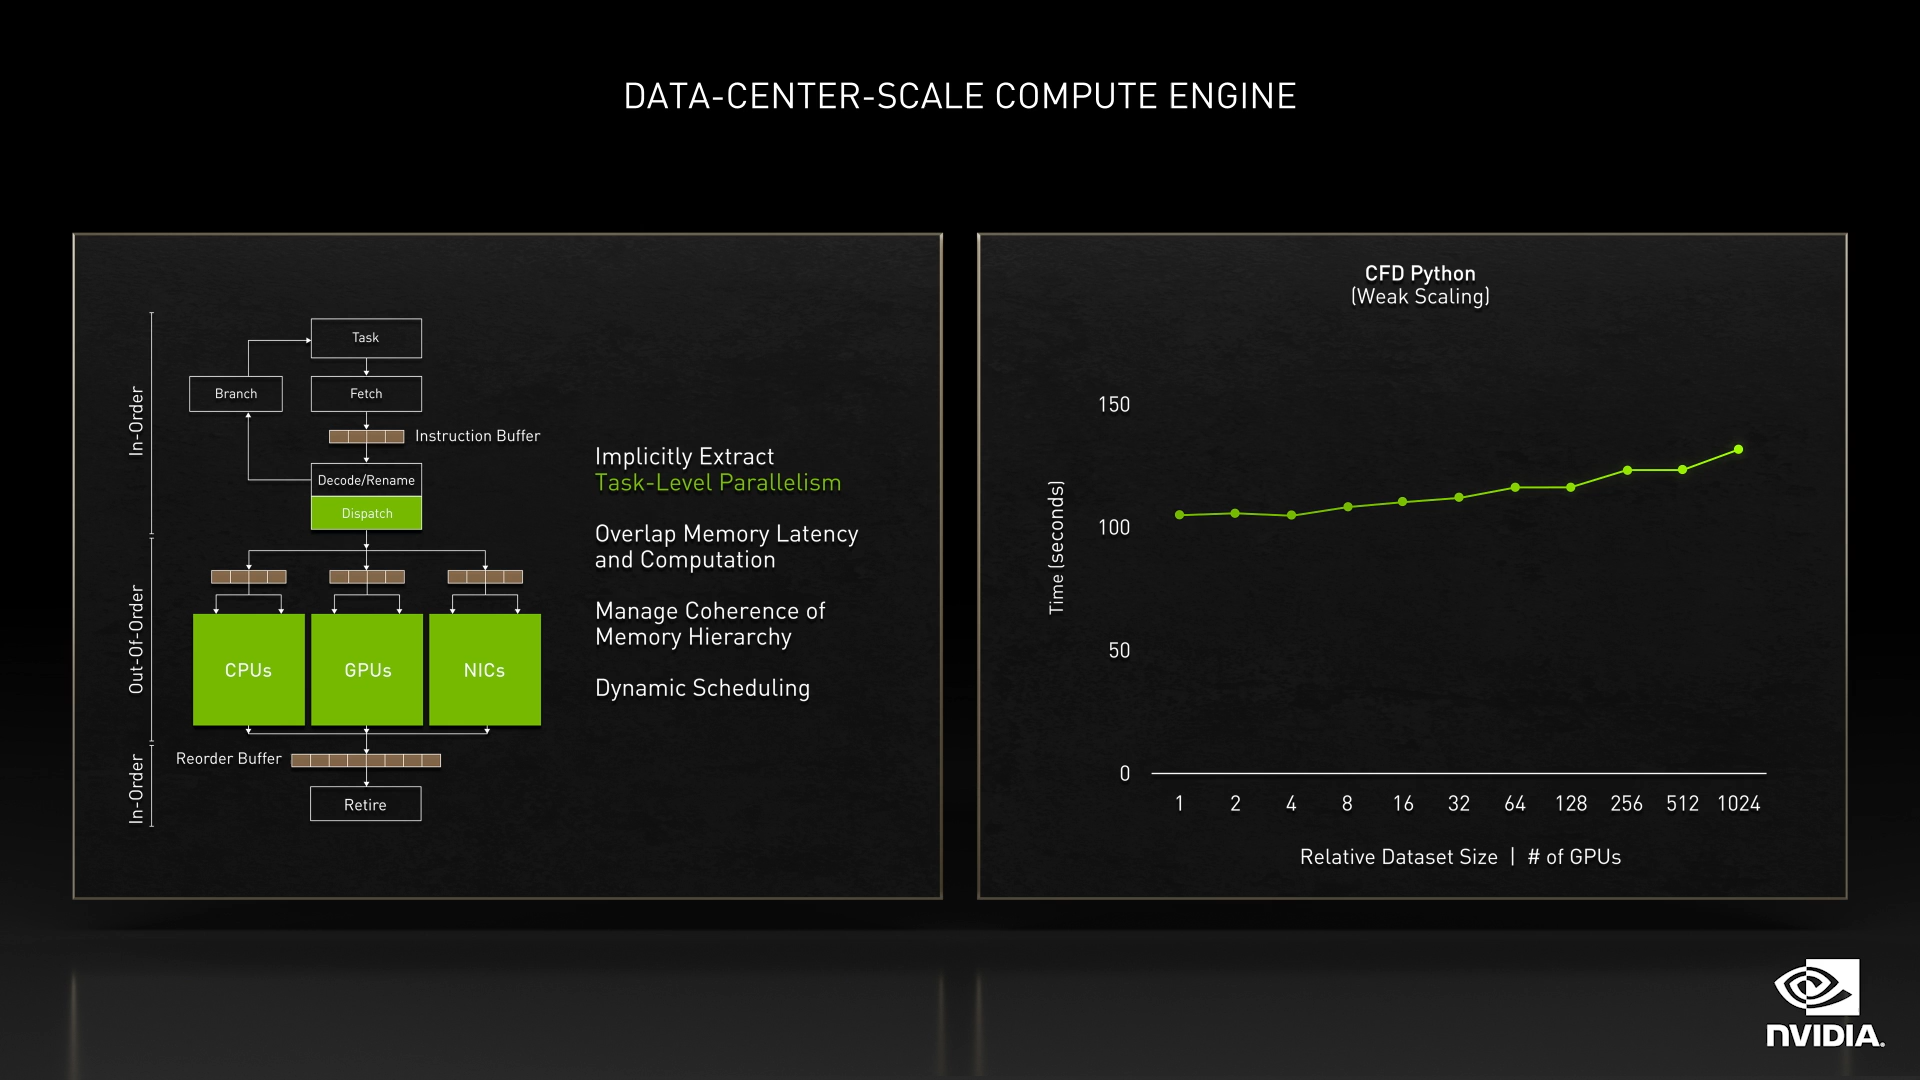 DATA-CENTER-SCALE COMPUTE ENGINE
In-Order
Task
Branch
Fetch
Instruction Buffer
Decode/Rename
Dispatch
Out-Of-Order
CPUs
GPUs
NICs
In-Order
Reorder Buffer
Retire
Implicitly Extract
Task-Level Parallelism
Overlap Memory Latency
and Computation
Manage Coherence of
Memory Hierarchy
Dynamic Scheduling
CFD Python
(Weak Scaling)
Time (seconds)
150
100
50
0
1 2 4 8 16 32 64 128 256 512 1024
Relative Dataset Size | # of GPUs
NVIDIA.